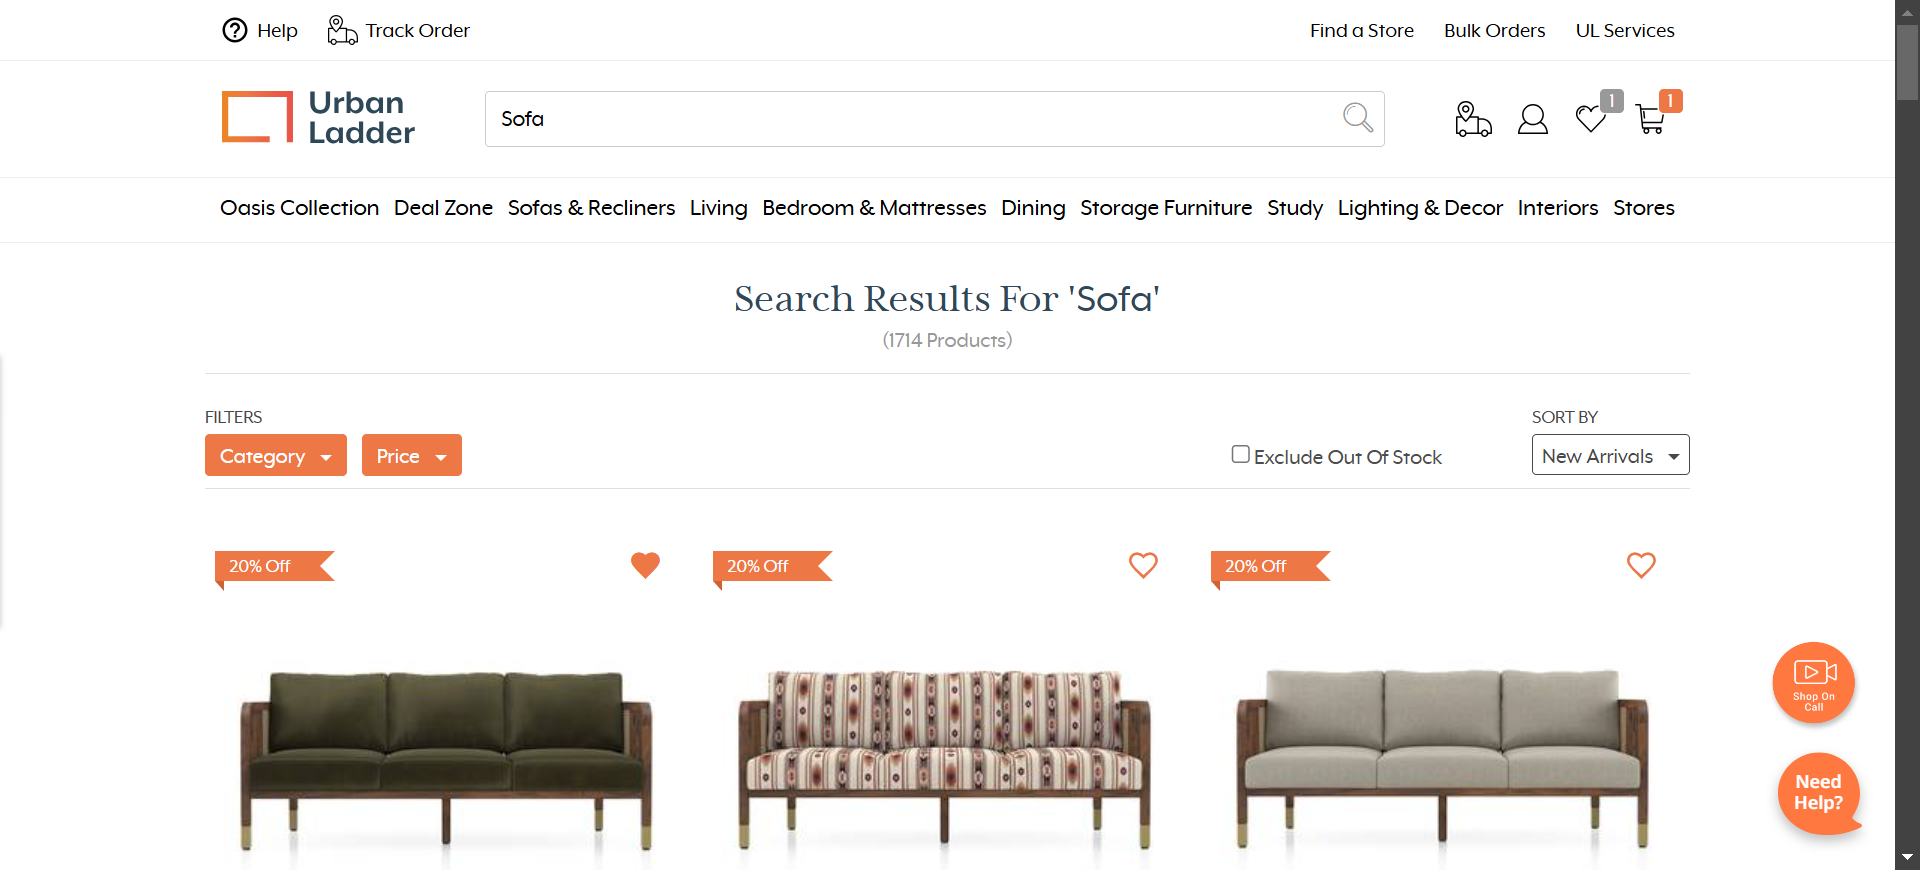 Help
Track Order
Find a Store
Bulk Orders
UL Services
Urban
Ladder
Sofa
1
1
Oasis Collection
Deal Zone
Sofas & Recliners
Living
Bedroom & Mattresses
Dining
Storage Furniture
Study
Lighting & Decor
Interiors
Stores
Search Results For 'Sofa'
(1714 Products)
FILTERS
SORT BY
Category
Price
Exclude Out Of Stock
New Arrivals
20% Off
20% Off
20% Off
Shop On
Call
Need
Help?